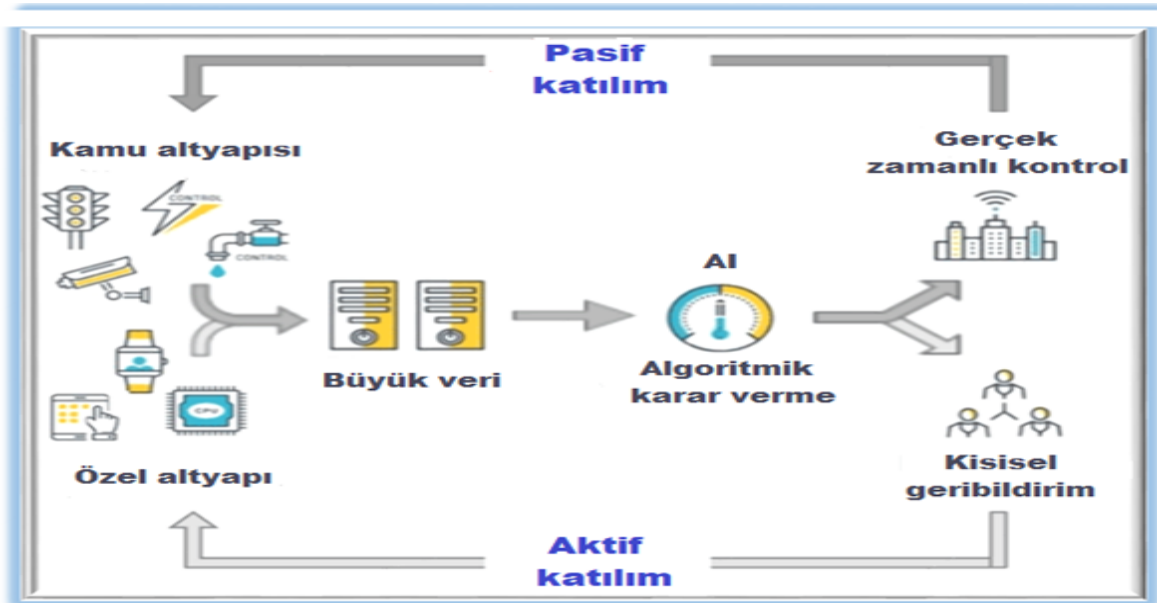 Pasif
katılım
Kamu altyapısı
Gerçek
zamanlı kontrol
CONTROL
CONTROL
AI
Büyük veri
Algoritmik
karar verme
CPU
Özel altyapı
Kisisel
geribildirim
Aktif
katılım